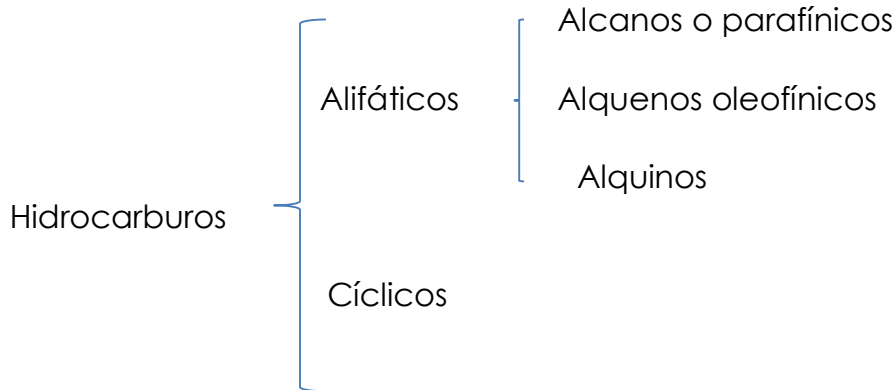 Alcanos o parafínicos
Alifáticos
Alquenos oleofínicos
Alquinos
Hidrocarburos
Cíclicos